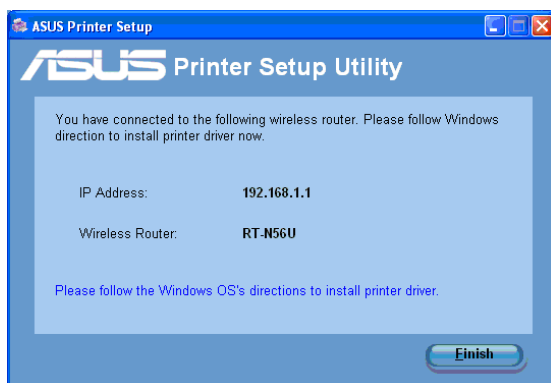 ASUS Printer Setup
ASUS Printer Setup Utility
You have connected to the following wireless router. Please follow Windows
direction to install printer driver now.
IP Address: 192.168.1.1
Wireless Router: RT-N56U
Please follow the Windows OS's directions to install printer driver.
Finish